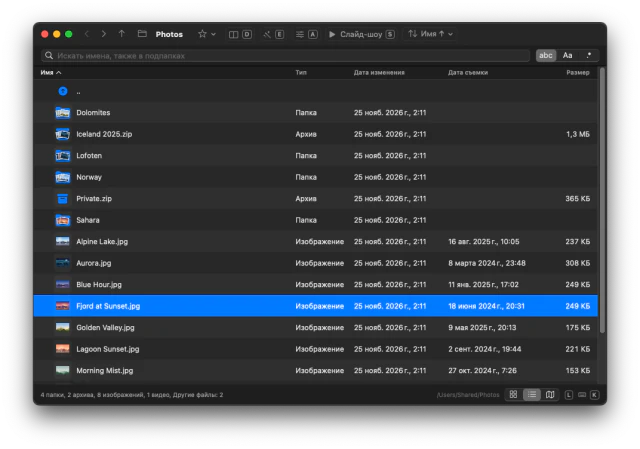 Photos D E A Слайд-шоу S Имя
Искать имена, также в подпапках abc Aa .*
Имя Тип Дата изменения Дата съемки Размер
..
Dolomites Папка 25 нояб. 2026 г., 2:11
Iceland 2025.zip Архив 25 нояб. 2026 г., 2:11 1,3 МБ
Lofoten Папка 25 нояб. 2026 г., 2:11
Norway Папка 25 нояб. 2026 г., 2:11
Private.zip Архив 25 нояб. 2026 г., 2:11 365 КБ
Sahara Папка 25 нояб. 2026 г., 2:11
Alpine Lake.jpg Изображение 25 нояб. 2026 г., 2:11 16 авг. 2025 г., 10:05 237 КБ
Aurora.jpg Изображение 25 нояб. 2026 г., 2:11 8 марта 2024 г., 23:48 308 КБ
Blue Hour.jpg Изображение 25 нояб. 2026 г., 2:11 11 янв. 2025 г., 17:02 249 КБ
Fjord at Sunset.jpg Изображение 25 нояб. 2026 г., 2:11 18 июня 2024 г., 20:31 249 КБ
Golden Valley.jpg Изображение 25 нояб. 2026 г., 2:11 9 мая 2025 г., 20:13 175 КБ
Lagoon Sunset.jpg Изображение 25 нояб. 2026 г., 2:11 2 сент. 2024 г., 19:44 221 КБ
Morning Mist.jpg Изображение 25 нояб. 2026 г., 2:11 27 окт. 2024 г., 7:26 153 КБ
4 папки, 2 архива, 8 изображений, 1 видео, Другие файлы: 2 /Users/Shared/Photos L K